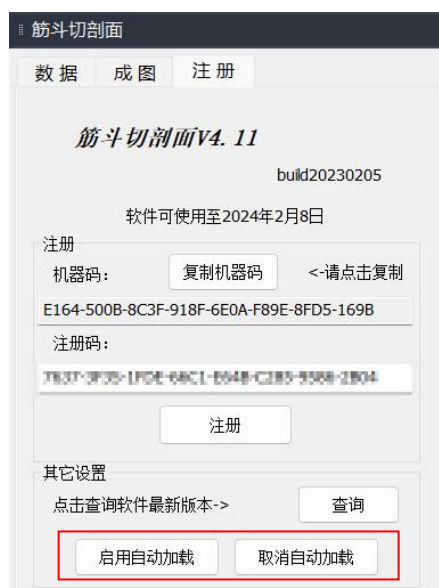 筋斗切剖面
数据 成图 注册
筋斗切剖面V4.11
build20230205
软件可使用至2024年2月8日
注册
机器码： 复制机器码 <-请点击复制
E164-500B-8C3F-918F-6E0A-F89E-8FD5-169B
注册码：
注册
其它设置
点击查询软件最新版本-> 查询
启用自动加载 取消自动加载